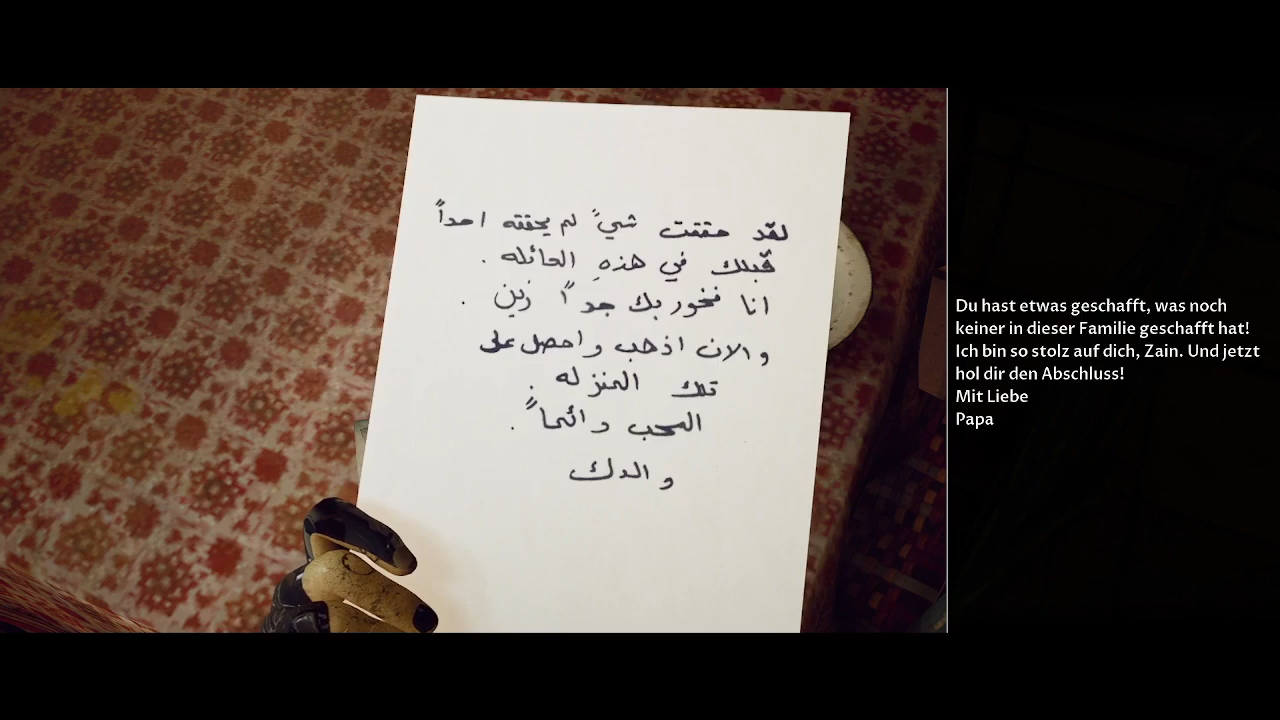 لقد حققت شيءً لم يحققه احداً
قبلك في هذهِ العائله .
انا فخور بك جداً زين .
والان اذهب واحصل على
تلك المنزله .
المحب دائماً .
والدك
Du hast etwas geschafft, was noch
keiner in dieser Familie geschafft hat!
Ich bin so stolz auf dich, Zain. Und jetzt
hol dir den Abschluss!
Mit Liebe
Papa